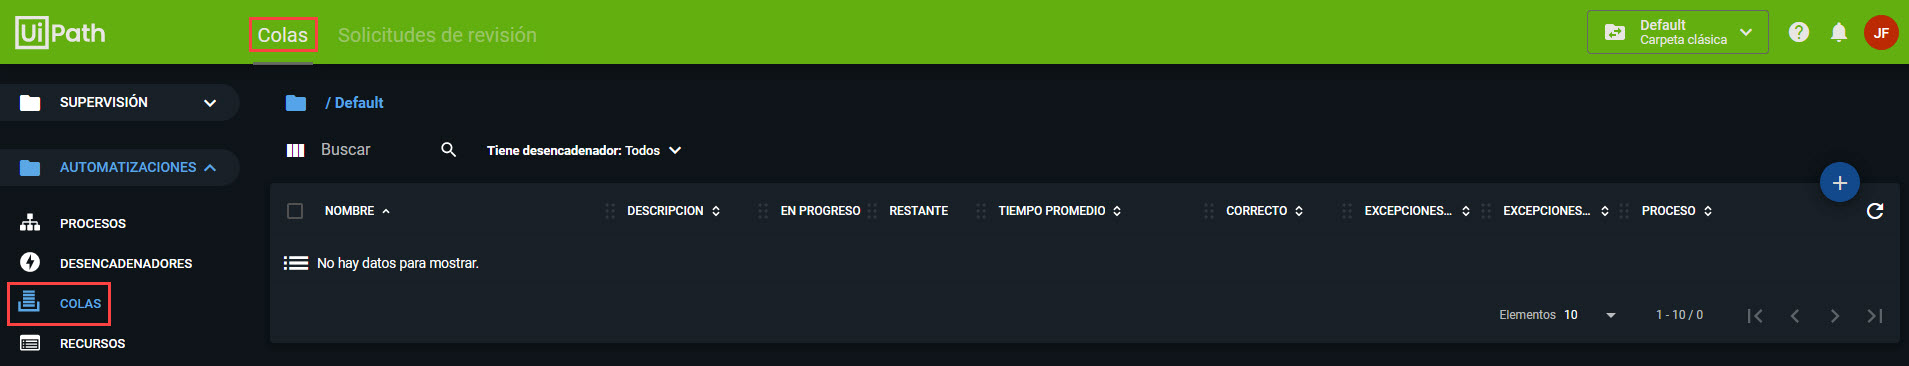 UiPath
Colas Solicitudes de revisión
Default
Carpeta clásica
JF
SUPERVISIÓN
/ Default
Buscar
Tiene desencadenador: Todos
AUTOMATIZACIONES
NOMBRE DESCRIPCION EN PROGRESO RESTANTE TIEMPO PROMEDIO CORRECTO EXCEPCIONES... EXCEPCIONES... PROCESO
PROCESOS
DESENCADENADORES
No hay datos para mostrar.
COLAS
Elementos 10 1 - 10 / 0
RECURSOS